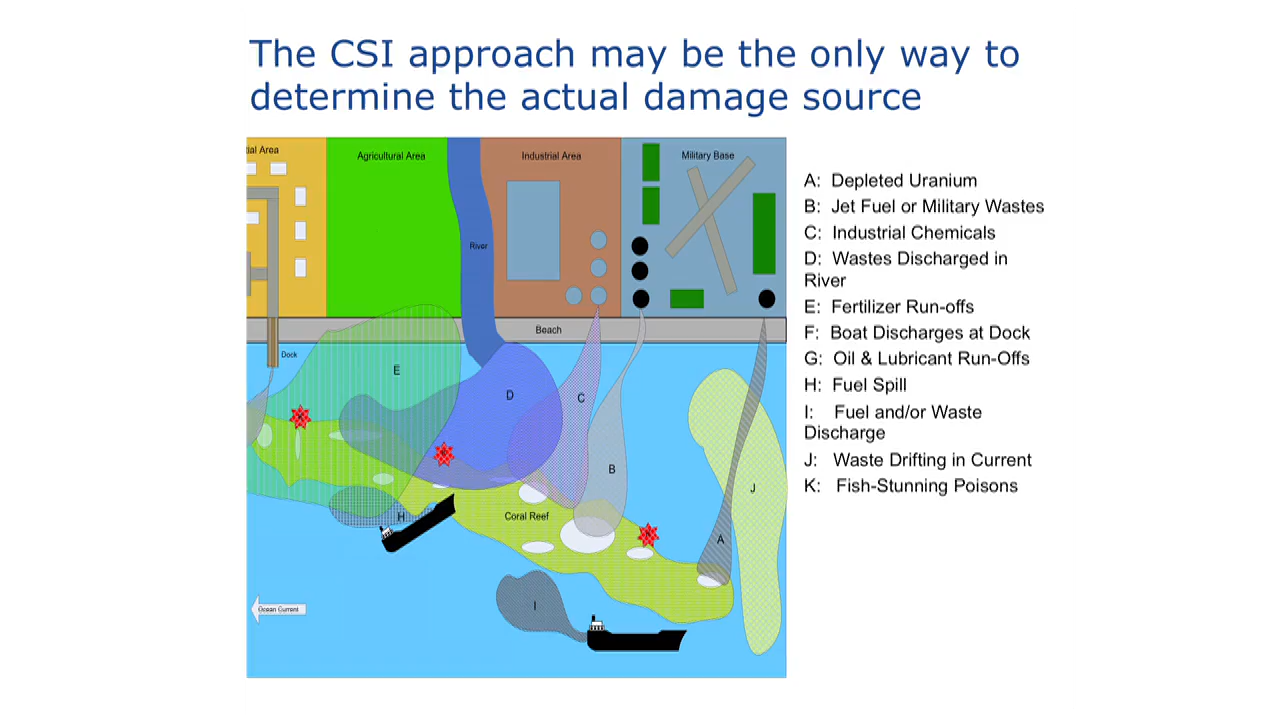 The CSI approach may be the only way to
determine the actual damage source
tial Area
Agricultural Area
Industrial Area
Military Base
River
Beach
Dock
E
D
C
B
K
H
Coral Reef
J
A
I
Ocean Current
A: Depleted Uranium
B: Jet Fuel or Military Wastes
C: Industrial Chemicals
D: Wastes Discharged in
River
E: Fertilizer Run-offs
F: Boat Discharges at Dock
G: Oil & Lubricant Run-Offs
H: Fuel Spill
I: Fuel and/or Waste
Discharge
J: Waste Drifting in Current
K: Fish-Stunning Poisons